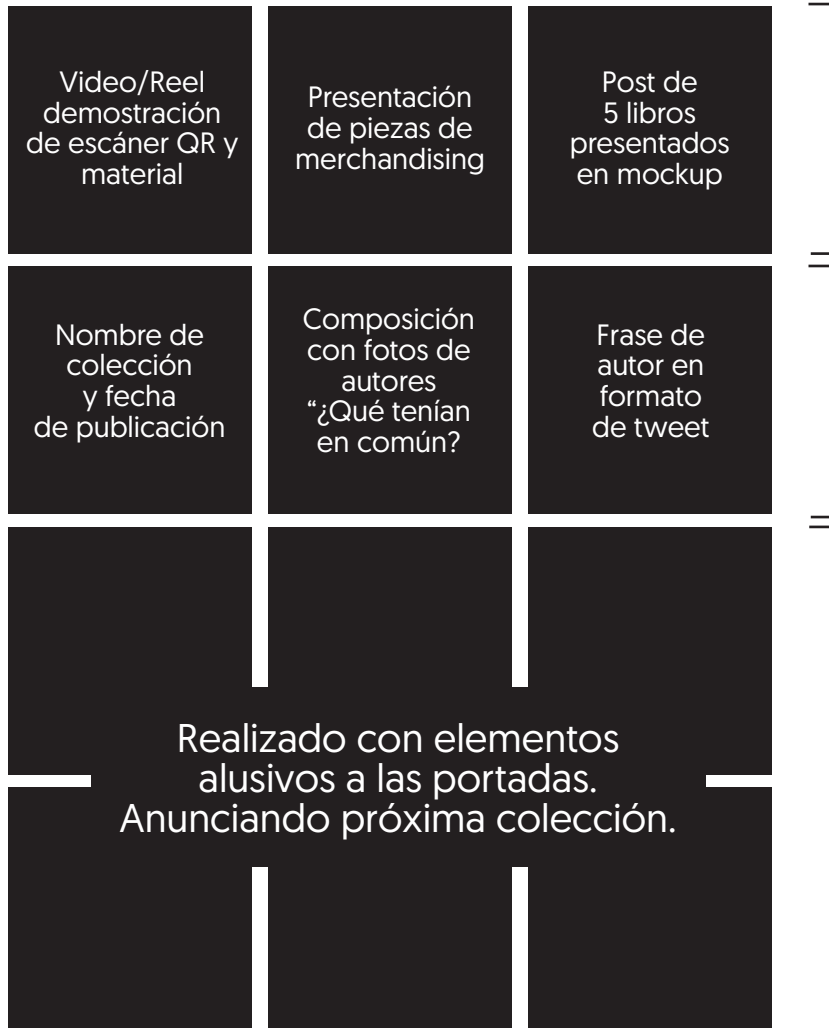 Video/Reel
demostración
de escáner QR y
material
Presentación
de piezas de
merchandising
Post de
5 libros
presentados
en mockup
Nombre de
colección
y fecha
de publicación
Composición
con fotos de
autores
“¿Qué tenían
en común?
Frase de
autor en
formato
de tweet
Realizado con elementos
alusivos a las portadas.
Anunciando próxima colección.